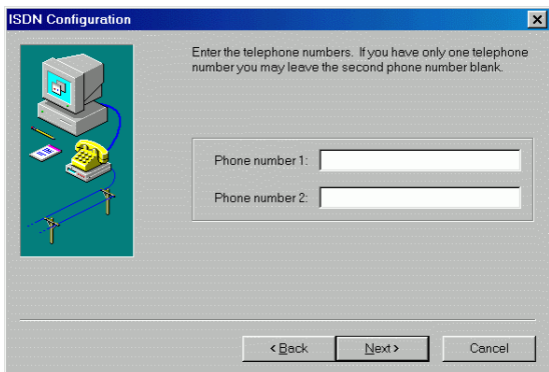 ISDN Configuration
Enter the telephone numbers. If you have only one telephone
number you may leave the second phone number blank.
Phone number 1:
Phone number 2:
< Back
Next >
Cancel